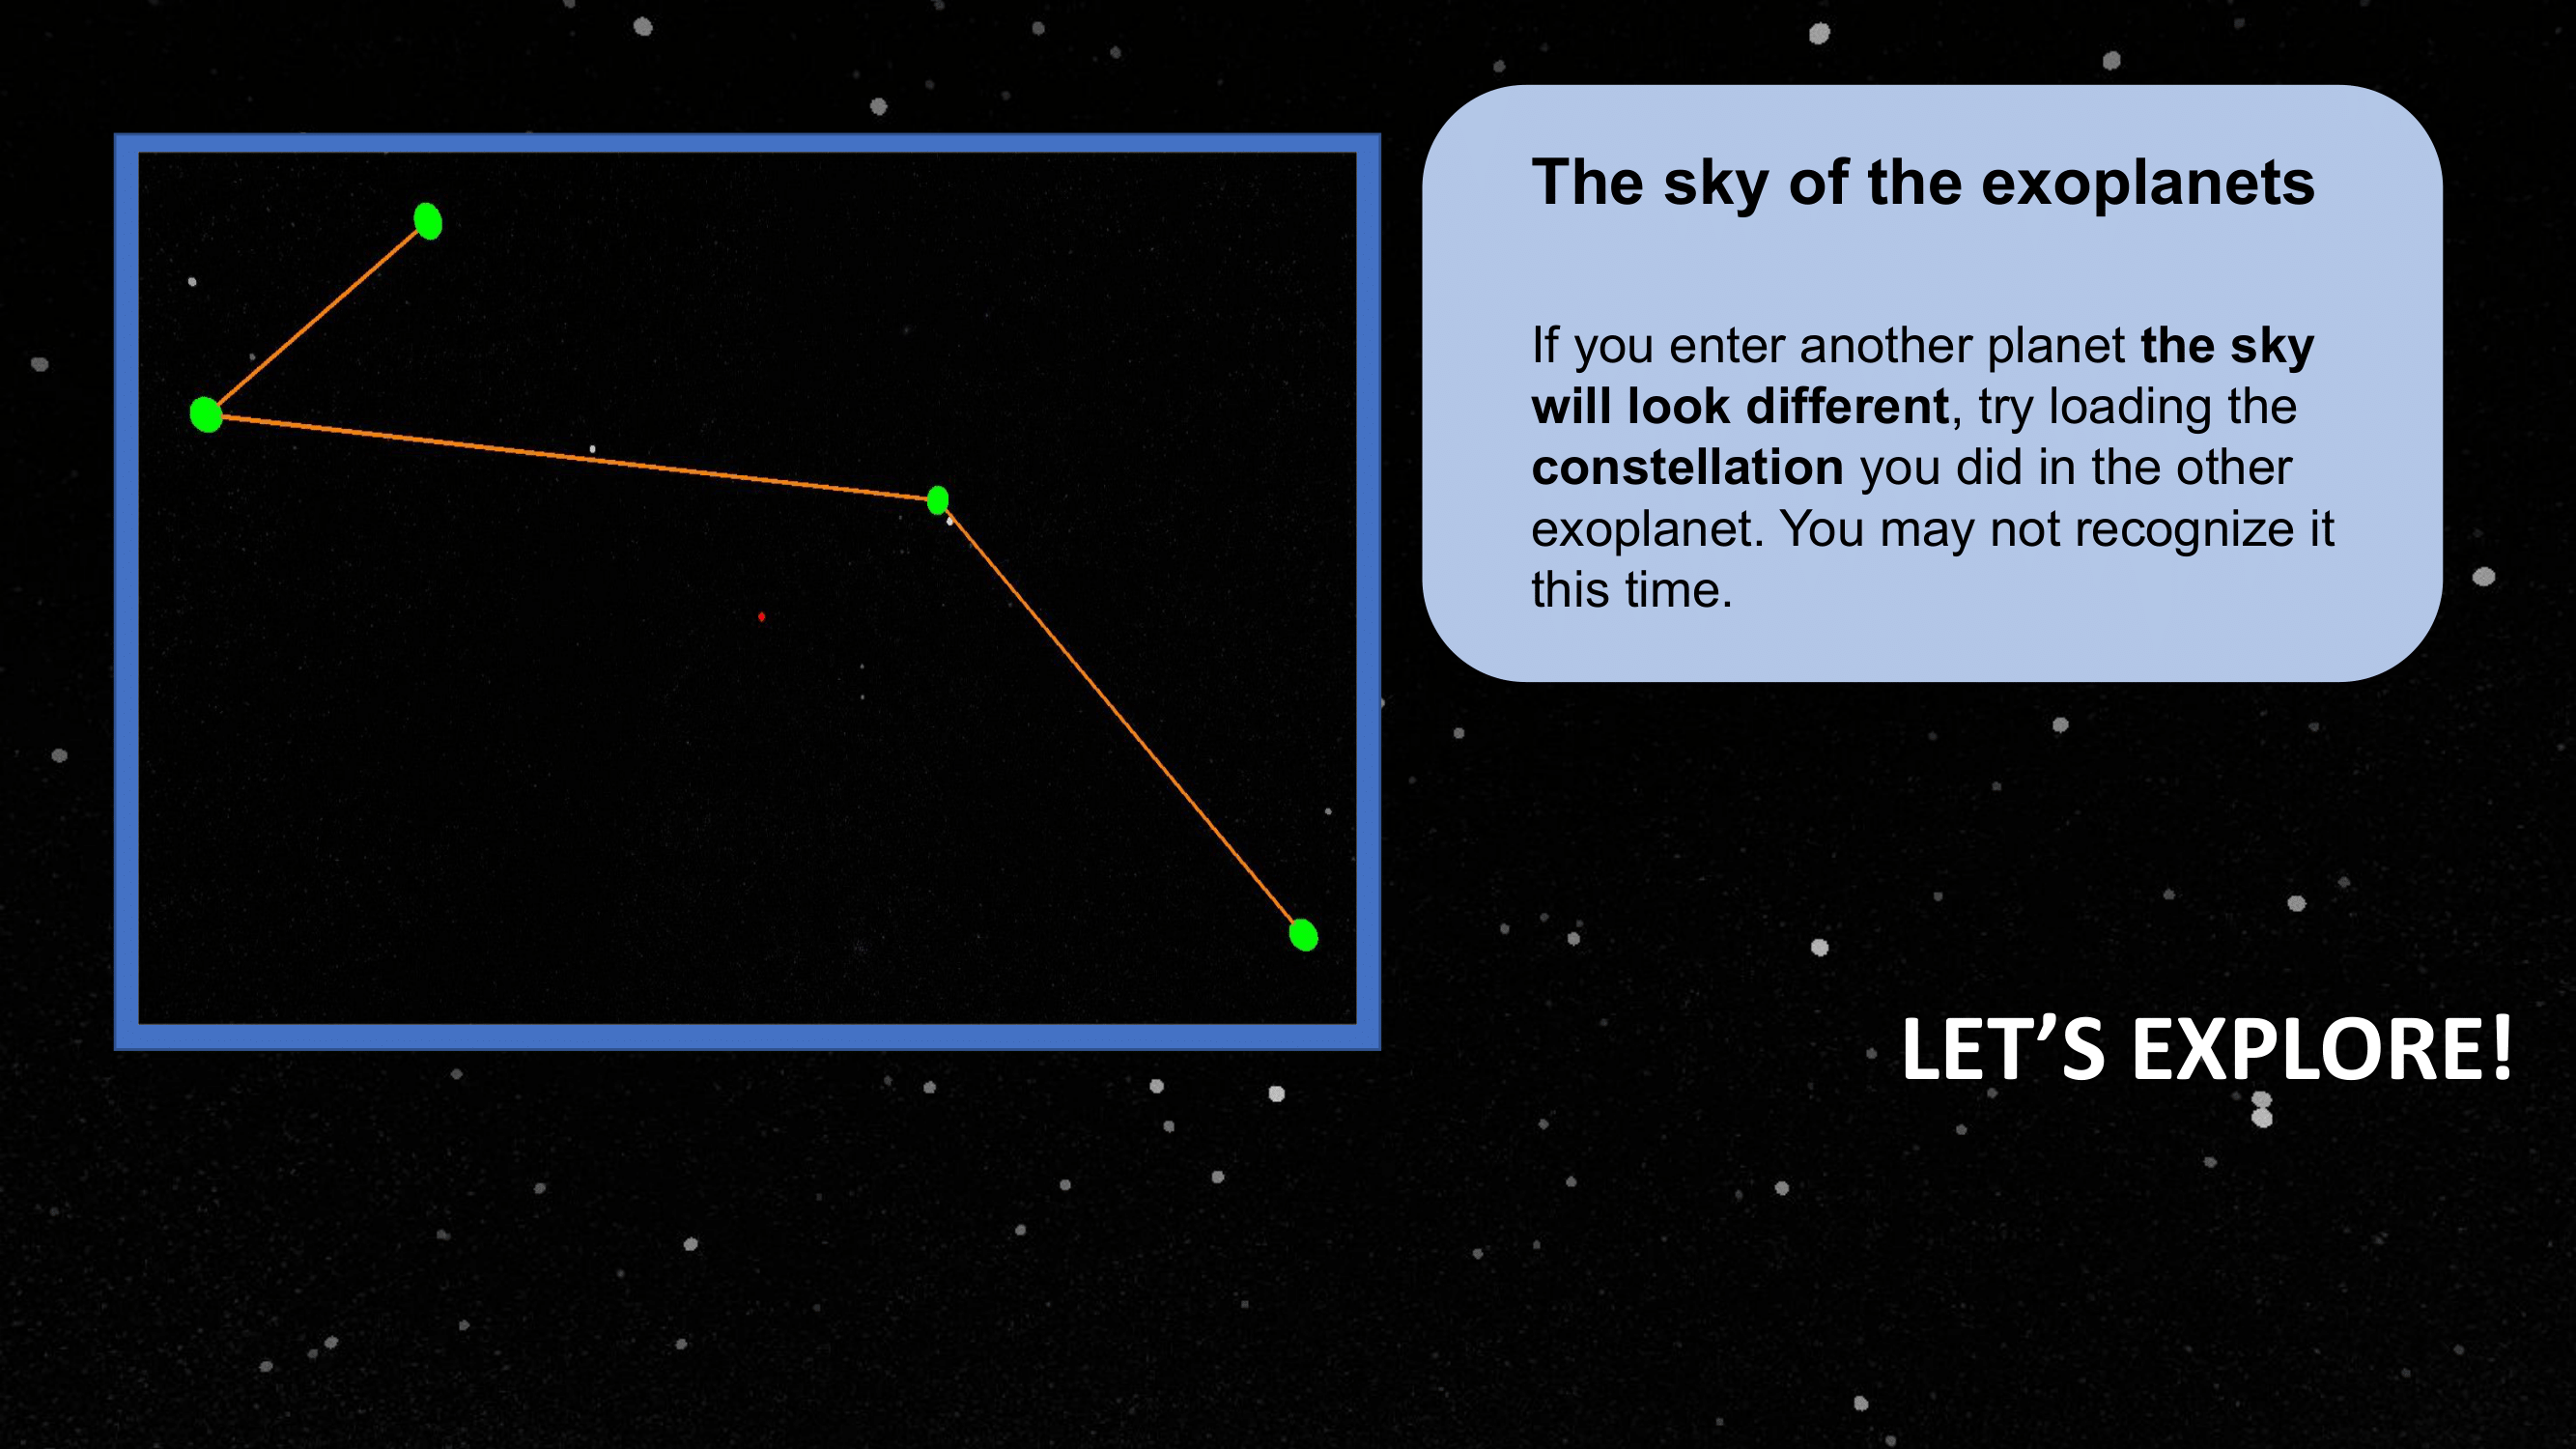 The sky of the exoplanets
If you enter another planet the sky
will look different, try loading the
constellation you did in the other
exoplanet. You may not recognize it
this time.
LET’S EXPLORE!